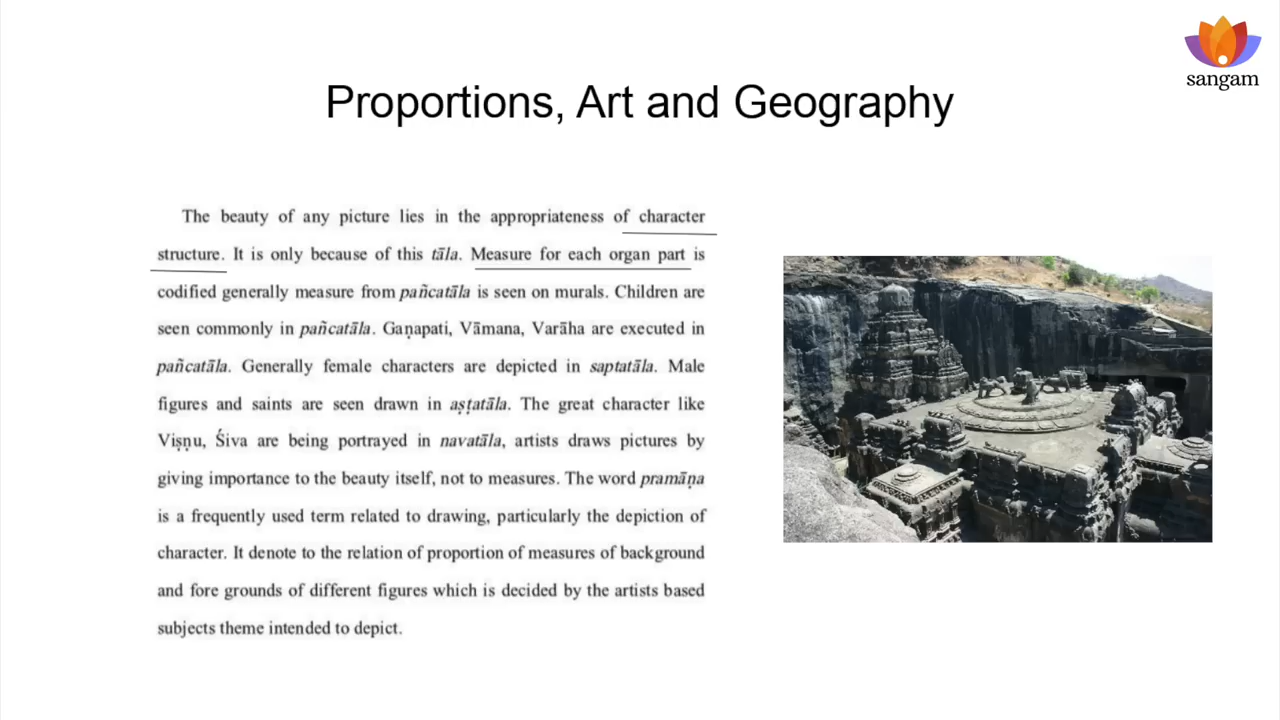 sangam
Proportions, Art and Geography
The beauty of any picture lies in the appropriateness of character
structure. It is only because of this tāla. Measure for each organ part is
codified generally measure from pañcatāla is seen on murals. Children are
seen commonly in pañcatāla. Gaṇapati, Vāmana, Varāha are executed in
pañcatāla. Generally female characters are depicted in saptatāla. Male
figures and saints are seen drawn in aṣṭatāla. The great character like
Viṣṇu, Śiva are being portrayed in navatāla, artists draws pictures by
giving importance to the beauty itself, not to measures. The word pramāṇa
is a frequently used term related to drawing, particularly the depiction of
character. It denote to the relation of proportion of measures of background
and fore grounds of different figures which is decided by the artists based
subjects theme intended to depict.